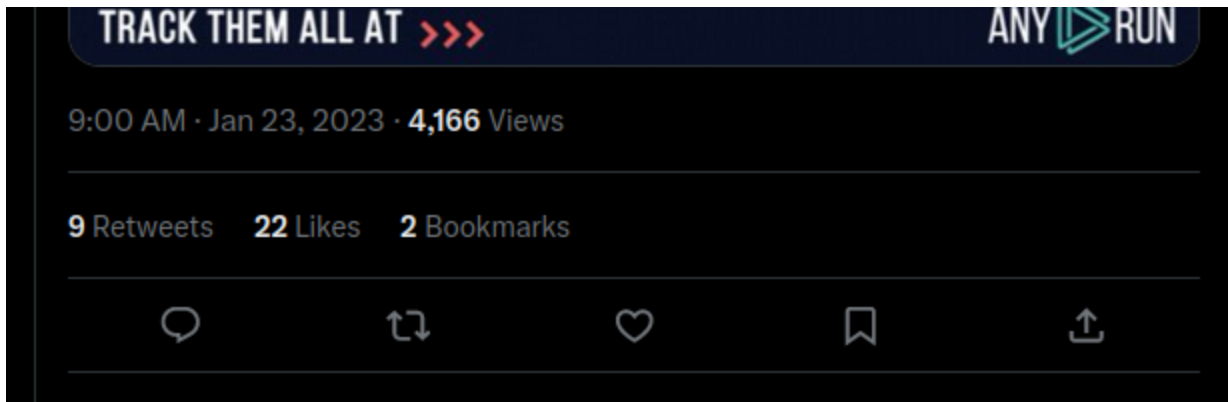 TRACK THEM ALL AT >>> ANY RUN
9:00 AM · Jan 23, 2023 · 4,166 Views
9 Retweets 22 Likes 2 Bookmarks